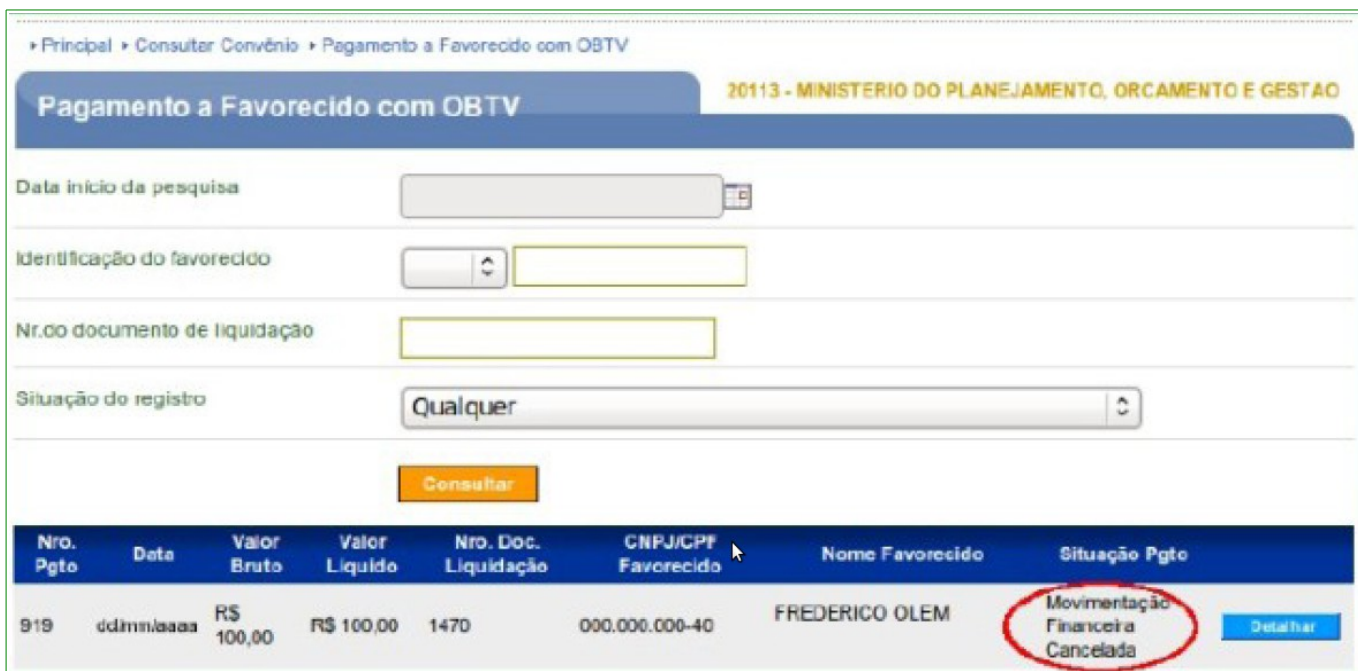 Principal Consultar Convênio Pagamento a Favorecido com OBTV
20113 - MINISTERIO DO PLANEJAMENTO, ORCAMENTO E GESTAO
Pagamento a Favorecido com OBTV
Data início da pesquisa
Identificação do favorecido
Nr.do documento de liquidação
Situação do registro Qualquer
Consultar
Nro. Pgto Data Valor Bruto Valor Liquido Nro. Doc. Liquidação CNPJ/CPF Favorecido Nome Favorecido Situação Pgto
919 dd/mm/aaaa R$ 100,00 R$ 100,00 1470 000.000.000-40 FREDERICO OLEM Movimentação Financeira Cancelada Detalhar